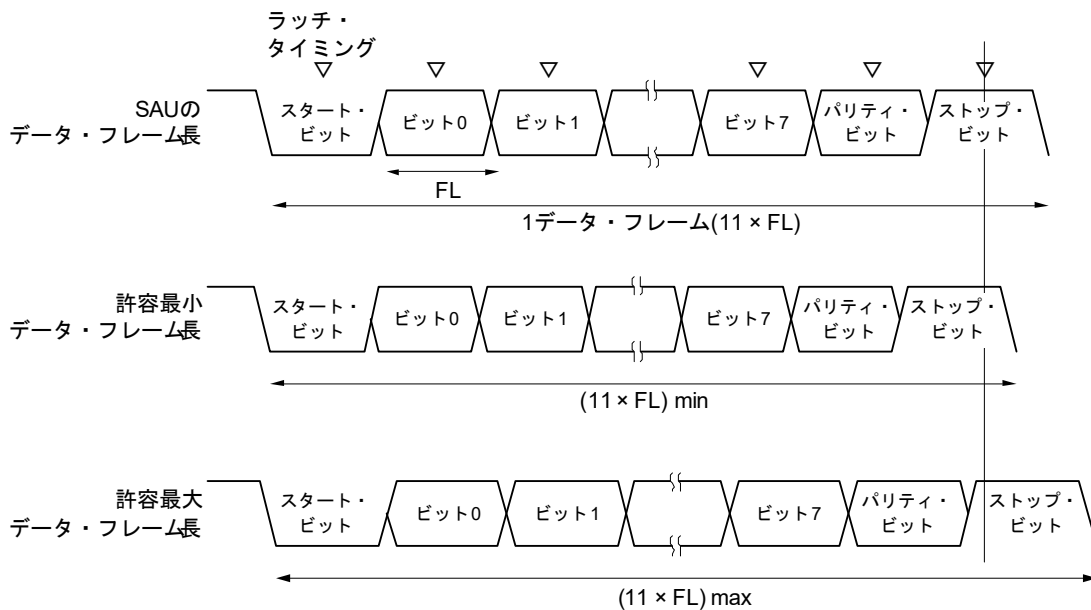 ラッチ・
タイミング
SAUの
データ・フレーム長
スタート・
ビット
ビット0
ビット1
ビット7
パリティ・
ビット
ストップ・
ビット
FL
1データ・フレーム(11 × FL)
許容最小
データ・フレーム長
スタート・
ビット
ビット0
ビット1
ビット7
パリティ・
ビット
ストップ・
ビット
(11 × FL) min
許容最大
データ・フレーム長
スタート・
ビット
ビット0
ビット1
ビット7
パリティ・
ビット
ストップ・
ビット
(11 × FL) max